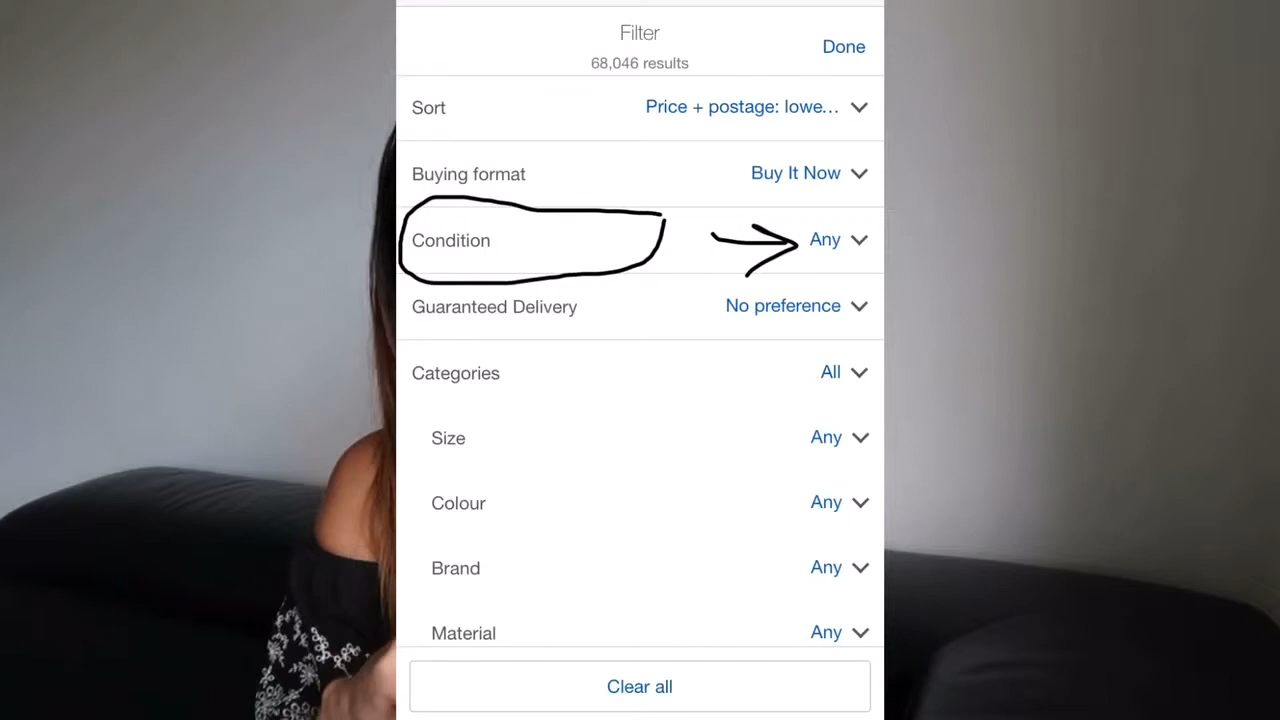 Filter
Done
68,046 results
Sort Price + postage: lowe...
Buying format Buy It Now
Condition Any
Guaranteed Delivery No preference
Categories All
Size Any
Colour Any
Brand Any
Material Any
Clear all